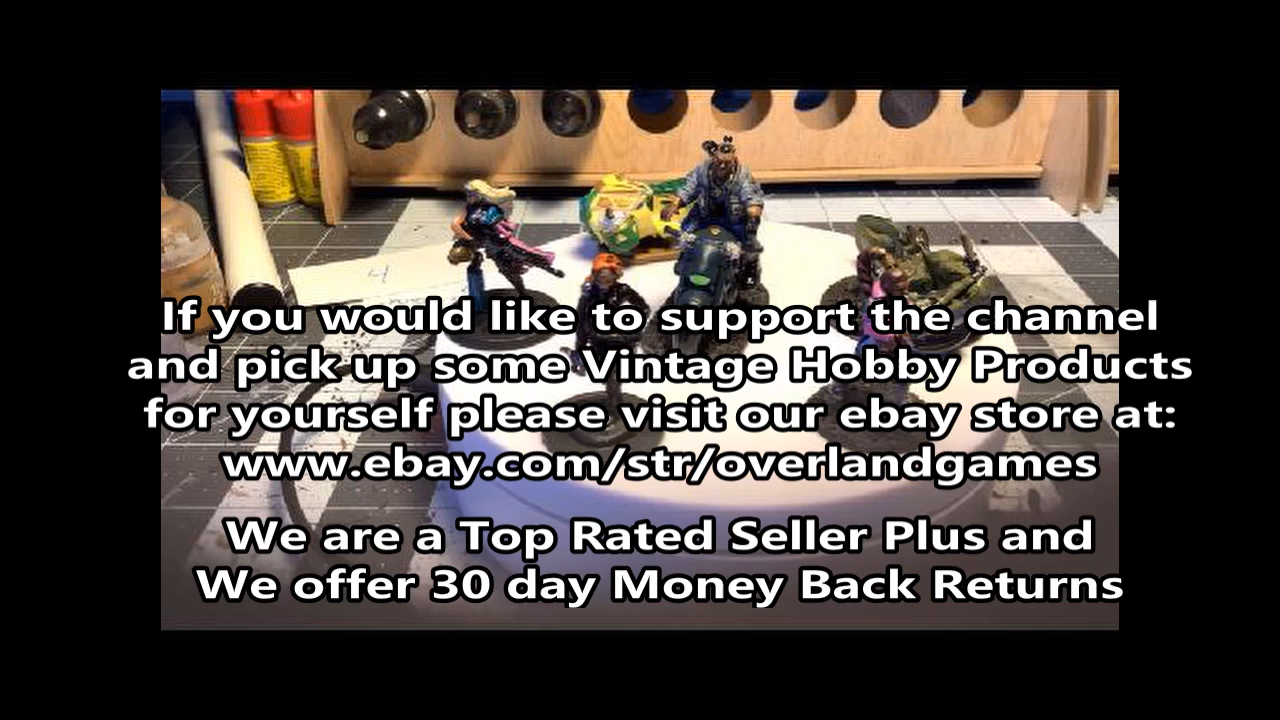 If you would like to support the channel
and pick up some Vintage Hobby Products
for yourself please visit our ebay store at:
www.ebay.com/str/overlandgames
We are a Top Rated Seller Plus and
We offer 30 day Money Back Returns
4